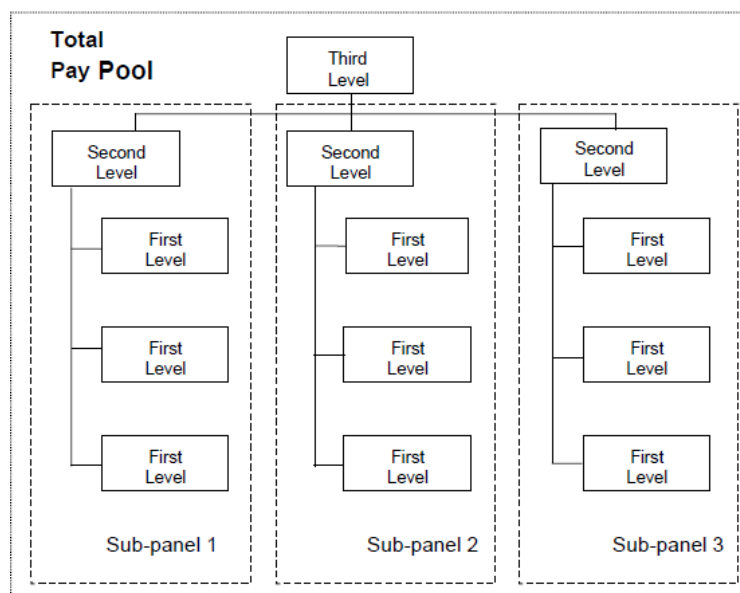 Total
Pay Pool
Third
Level
Second
Level
First
Level
First
Level
First
Level
Sub-panel 1
Second
Level
First
Level
First
Level
First
Level
Sub-panel 2
Second
Level
First
Level
First
Level
First
Level
Sub-panel 3